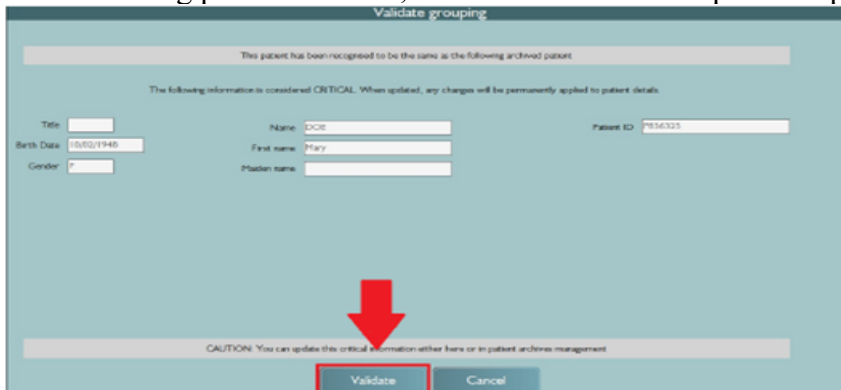 Validate grouping
This patient has been recognised to be the same as the following archived patient
The following information is considered CRITICAL. When updated, any changes will be permanently applied to patient details.
Title Name DOE Patient ID
Birth Date 10/02/1948 First name Mary
Gender F Maiden name
CAUTION: You can update this critical information either here or in patient archives management
Validate Cancel